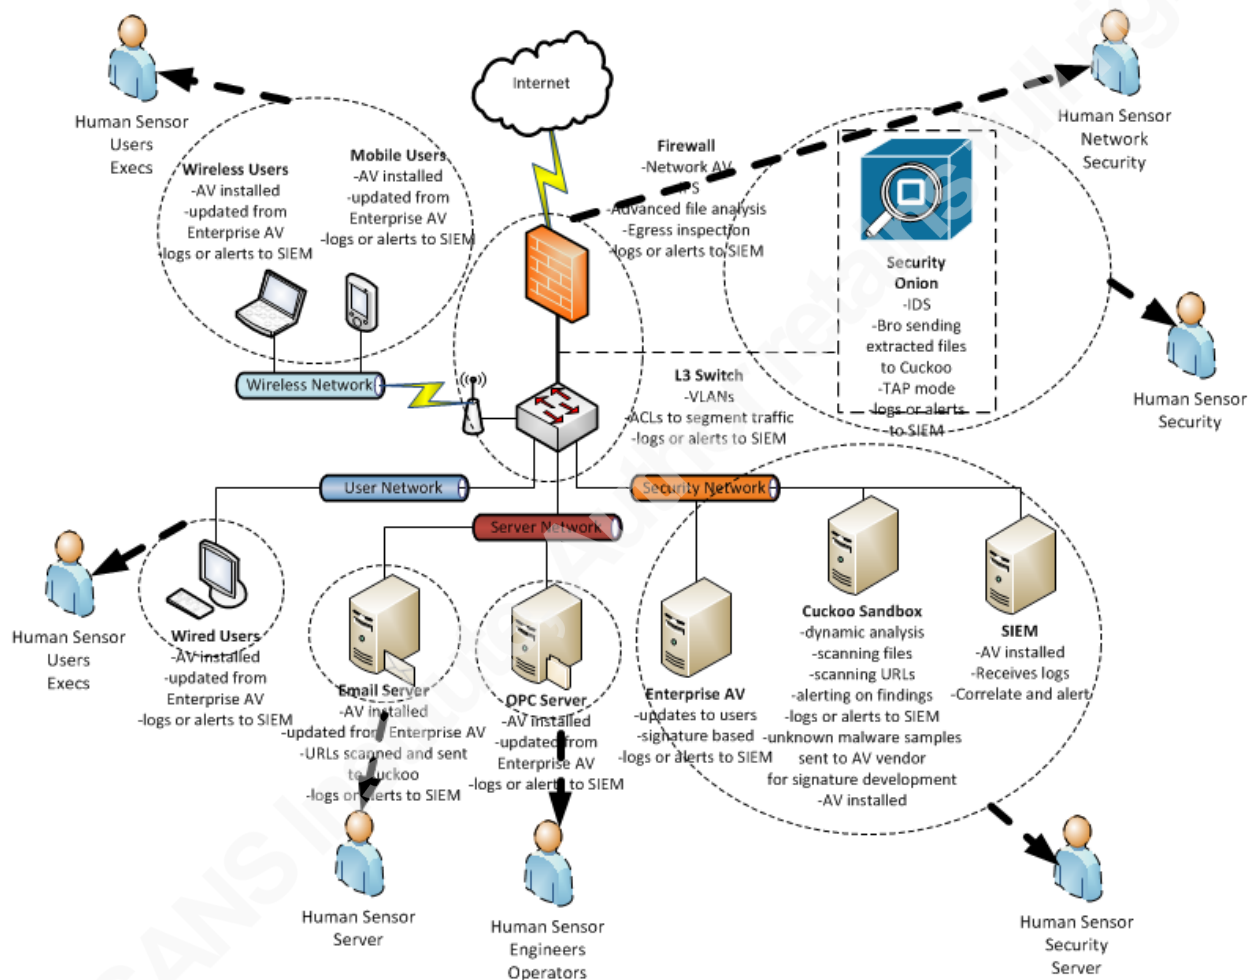 Internet
Human Sensor
Users
Execs
Human Sensor
Network
Security
Wireless Users
-AV installed
-updated from
Enterprise AV
-logs or alerts to SIEM
Mobile Users
-AV installed
-updated from
Enterprise AV
-logs or alerts to SIEM
Firewall
-Network AV
-IPS
-Advanced file analysis
-Egress inspection
-logs or alerts to SIEM
Security
Onion
-IDS
-Bro sending
extracted files
to Cuckoo
-TAP mode
-logs or alerts
to SIEM
Human Sensor
Security
Wireless Network
L3 Switch
-VLANs
-ACLs to segment traffic
-logs or alerts to SIEM
User Network
Server Network
Security Network
Human Sensor
Users
Execs
Wired Users
-AV installed
-updated from
Enterprise AV
-logs or alerts to SIEM
Email Server
-AV installed
-updated from Enterprise AV
-URLs scanned and sent
to Cuckoo
-logs or alerts to SIEM
OPC Server
-AV installed
-updated from
Enterprise AV
-logs or alerts to SIEM
Enterprise AV
-updates to users
-signature based
-logs or alerts to SIEM
Cuckoo Sandbox
-dynamic analysis
-scanning files
-scanning URLs
-alerting on findings
-logs or alerts to SIEM
-unknown malware samples
sent to AV vendor
for signature development
-AV installed
SIEM
-AV installed
-Receives logs
-Correlate and alert
Human Sensor
Server
Human Sensor
Engineers
Operators
Human Sensor
Security
Server